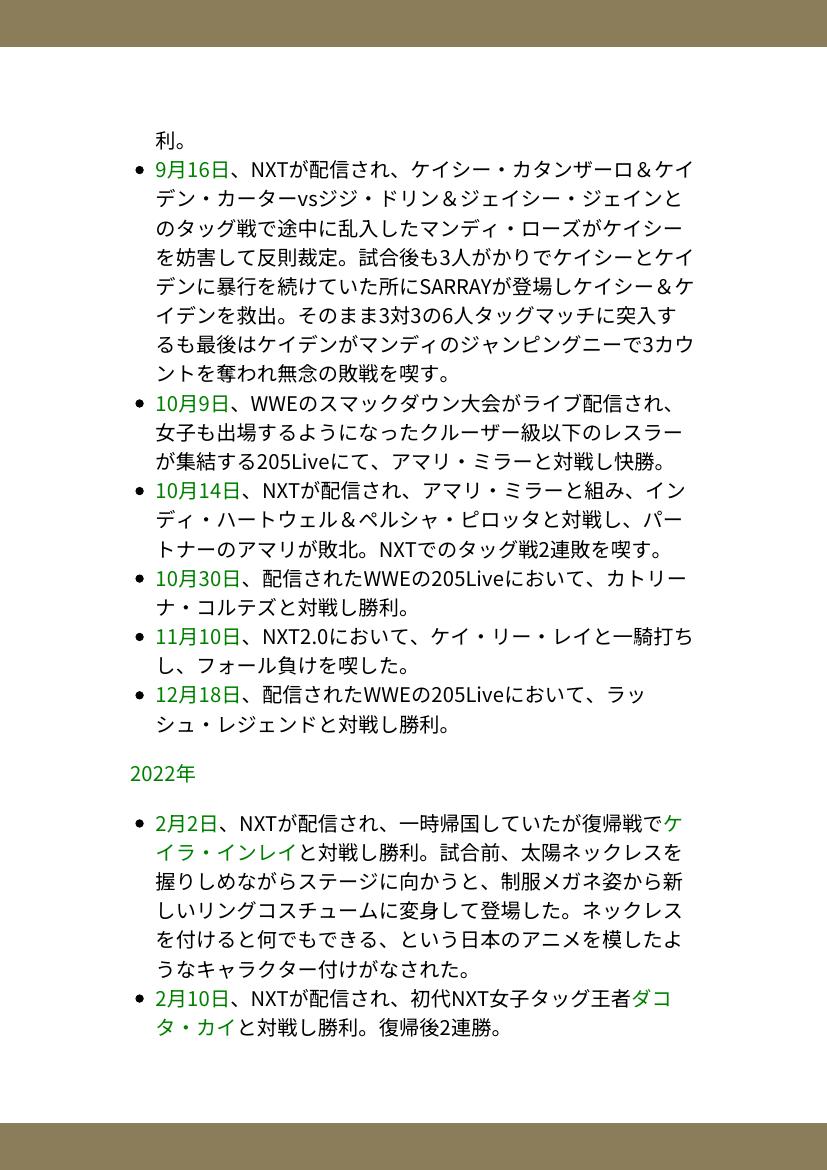 利。
9月16日、NXTが配信され、ケイシー・カタンザーロ＆ケイ
デン・カーターvsジジ・ドリン＆ジェイシー・ジェインと
のタッグ戦で途中に乱入したマンディ・ローズがケイシー
を妨害して反則裁定。試合後も3人がかりでケイシーとケイ
デンに暴行を続けていた所にSARRAYが登場しケイシー＆ケ
イデンを救出。そのまま3対3の6人タッグマッチに突入す
るも最後はケイデンがマンディのジャンピングニーで3カウ
ントを奪われ無念の敗戦を喫す。
10月9日、WWEのスマックダウン大会がライブ配信され、
女子も出場するようになったクルーザー級以下のレスラー
が集結する205Liveにて、アマリ・ミラーと対戦し快勝。
10月14日、NXTが配信され、アマリ・ミラーと組み、イン
ディ・ハートウェル＆ペルシャ・ピロッタと対戦し、パー
トナーのアマリが敗北。NXTでのタッグ戦2連敗を喫す。
10月30日、配信されたWWEの205Liveにおいて、カトリー
ナ・コルテズと対戦し勝利。
11月10日、NXT2.0において、ケイ・リー・レイと一騎打ち
し、フォール負けを喫した。
12月18日、配信されたWWEの205Liveにおいて、ラッ
シュ・レジェンドと対戦し勝利。
2022年
2月2日、NXTが配信され、一時帰国していたが復帰戦でケ
イラ・インレイと対戦し勝利。試合前、太陽ネックレスを
握りしめながらステージに向かうと、制服メガネ姿から新
しいリングコスチュームに変身して登場した。ネックレス
を付けると何でもできる、という日本のアニメを模したよ
うなキャラクター付けがなされた。
2月10日、NXTが配信され、初代NXT女子タッグ王者ダコ
タ・カイと対戦し勝利。復帰後2連勝。